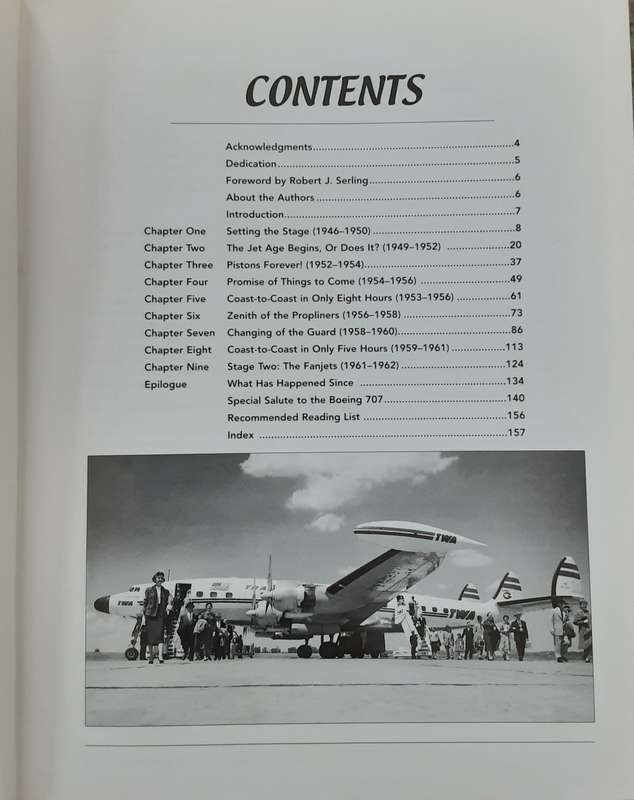 CONTENTS
Acknowledgments...4
Dedication...5
Foreword by Robert J. Serling...6
About the Authors...6
Introduction...7
Chapter One Setting the Stage (1946–1950)...8
Chapter Two The Jet Age Begins, Or Does It? (1949–1952)...20
Chapter Three Pistons Forever! (1952–1954)...37
Chapter Four Promise of Things to Come (1954–1956)...49
Chapter Five Coast-to-Coast in Only Eight Hours (1953–1956)...61
Chapter Six Zenith of the Propliners (1956–1958)...73
Chapter Seven Changing of the Guard (1958–1960)...86
Chapter Eight Coast-to-Coast in Only Five Hours (1959–1961)...113
Chapter Nine Stage Two: The Fanjets (1961–1962)...124
Epilogue What Has Happened Since...134
Special Salute to the Boeing 707...140
Recommended Reading List...156
Index...157
TWA
TWA
TWA